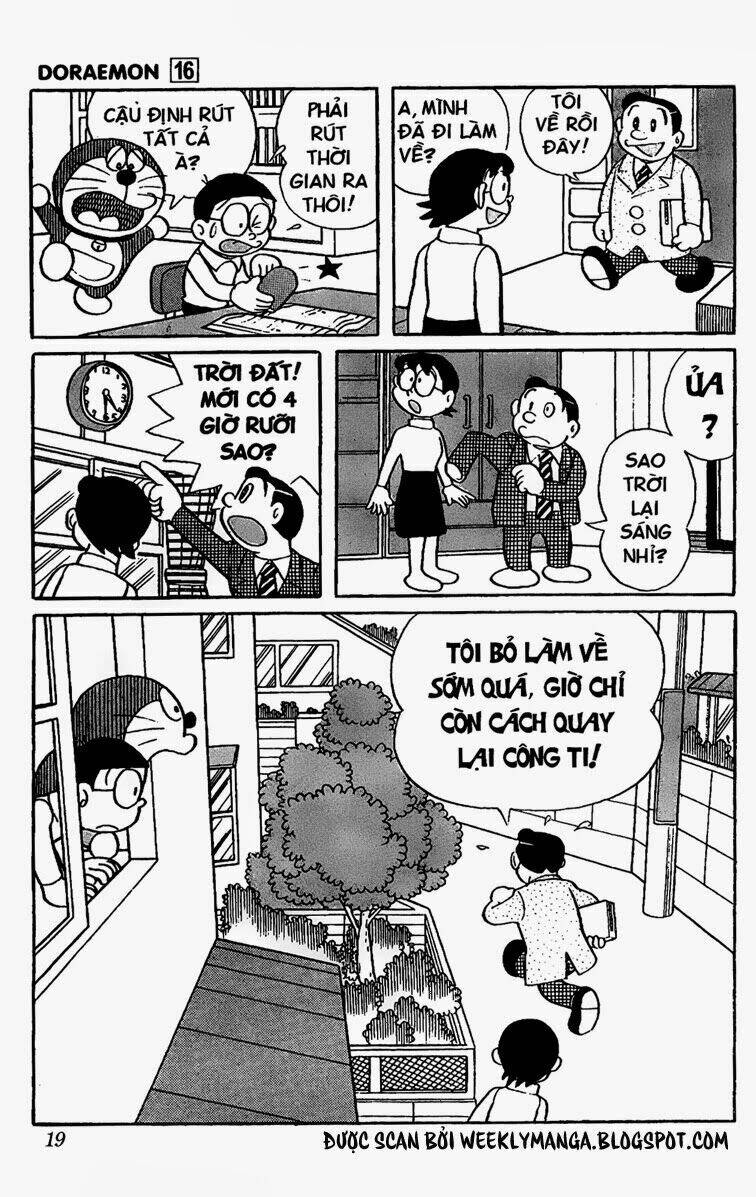 DORAEMON 16
CẬU ĐỊNH RÚT
TẤT CẢ
À?
PHẢI
RÚT
THỜI
GIAN RA
THÔI!
A, MÌNH
ĐÃ ĐI LÀM
VỀ?
TÔI
VỀ RỒI
ĐÂY!
TRỜI ĐẤT!
MỚI CÓ 4
GIỜ RƯỠI
SAO?
ỦA
?
SAO
TRỜI
LẠI
SÁNG
NHỈ?
TÔI BỎ LÀM VỀ
SỚM QUÁ, GIỜ CHỈ
CÒN CÁCH QUAY
LẠI CÔNG TI!
19
ĐƯỢC SCAN BỞI WEEKLYMANGA.BLOGSPOT.COM